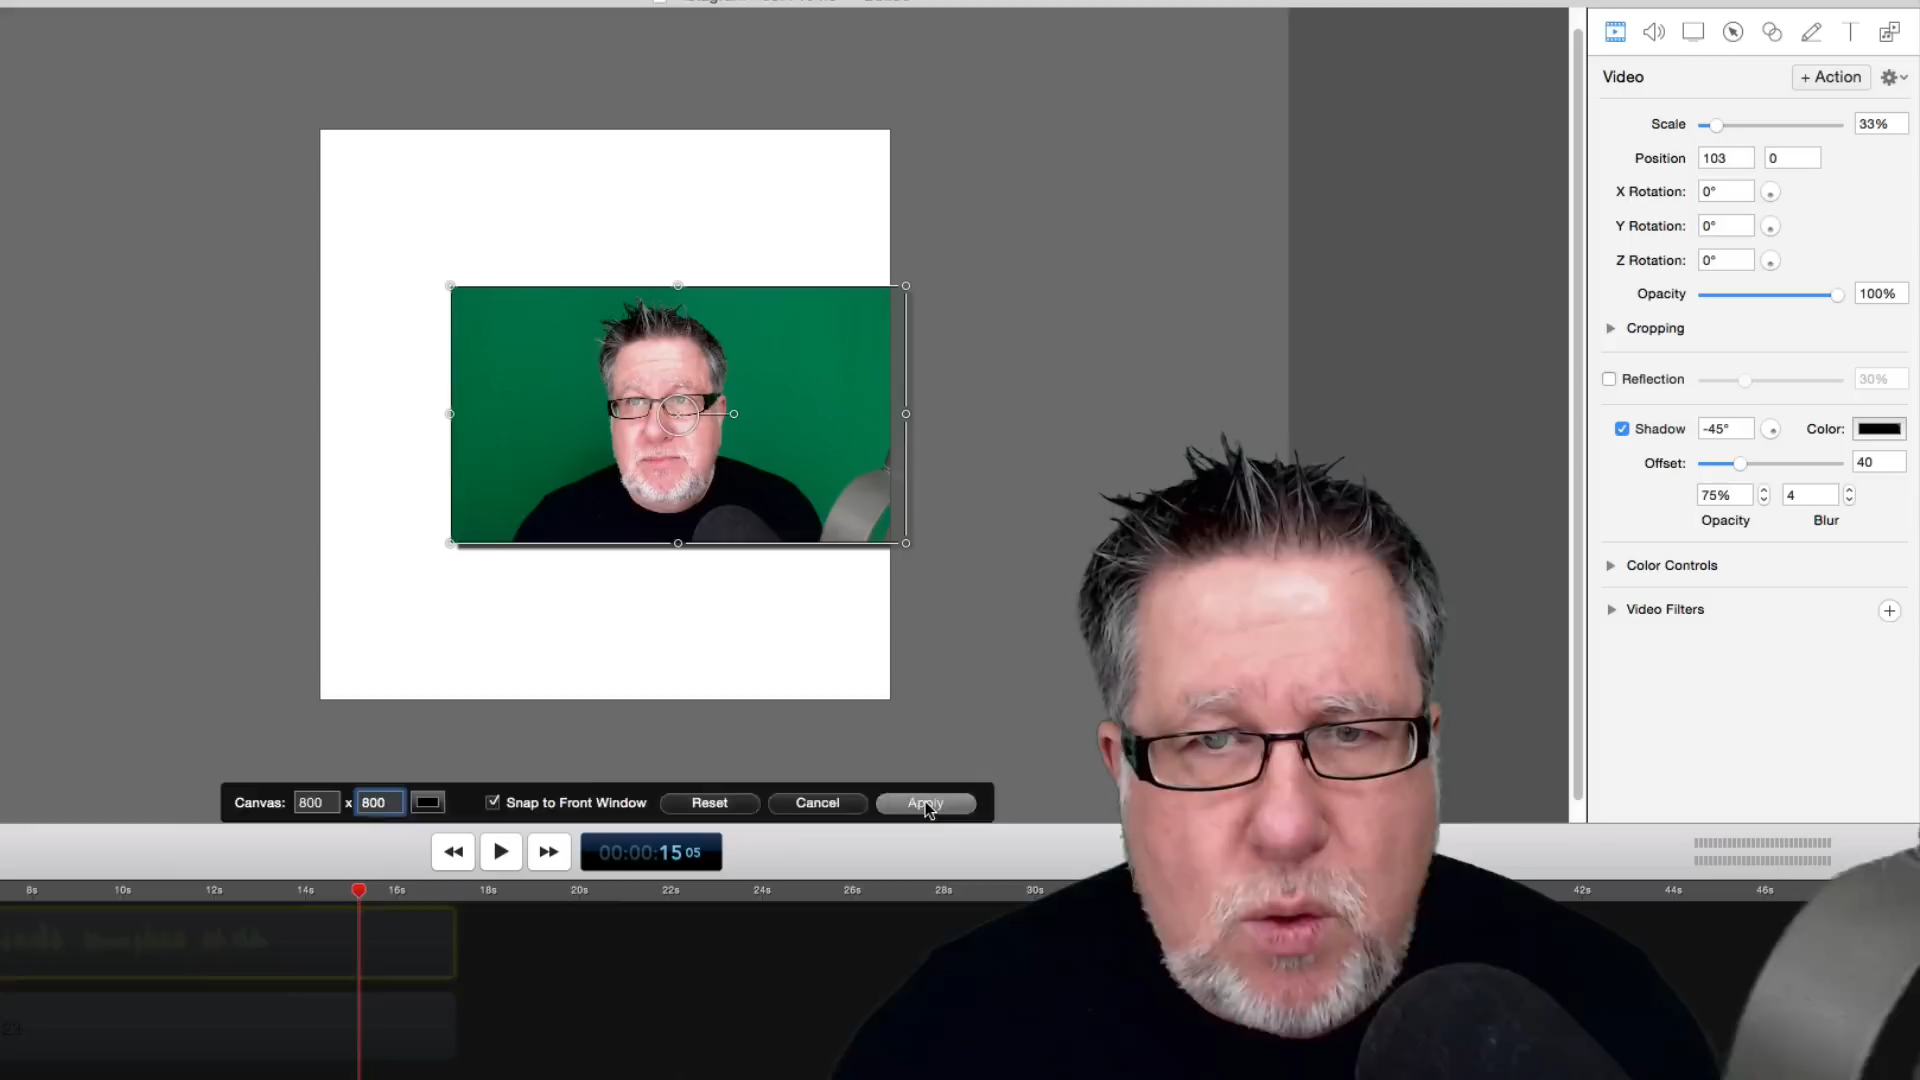 Video
+ Action
Scale 33%
Position 103 0
X Rotation: 0°
Y Rotation: 0°
Z Rotation: 0°
Opacity 100%
Cropping
Reflection 30%
Shadow -45° Color:
Offset: 40
75% 4
Opacity Blur
Color Controls
Video Filters
Canvas: 800 x 800 Snap to Front Window Reset Cancel Apply
00:00:15 05
8s 10s 12s 14s 16s 18s 20s 22s 24s 26s 28s 30s 42s 44s 46s